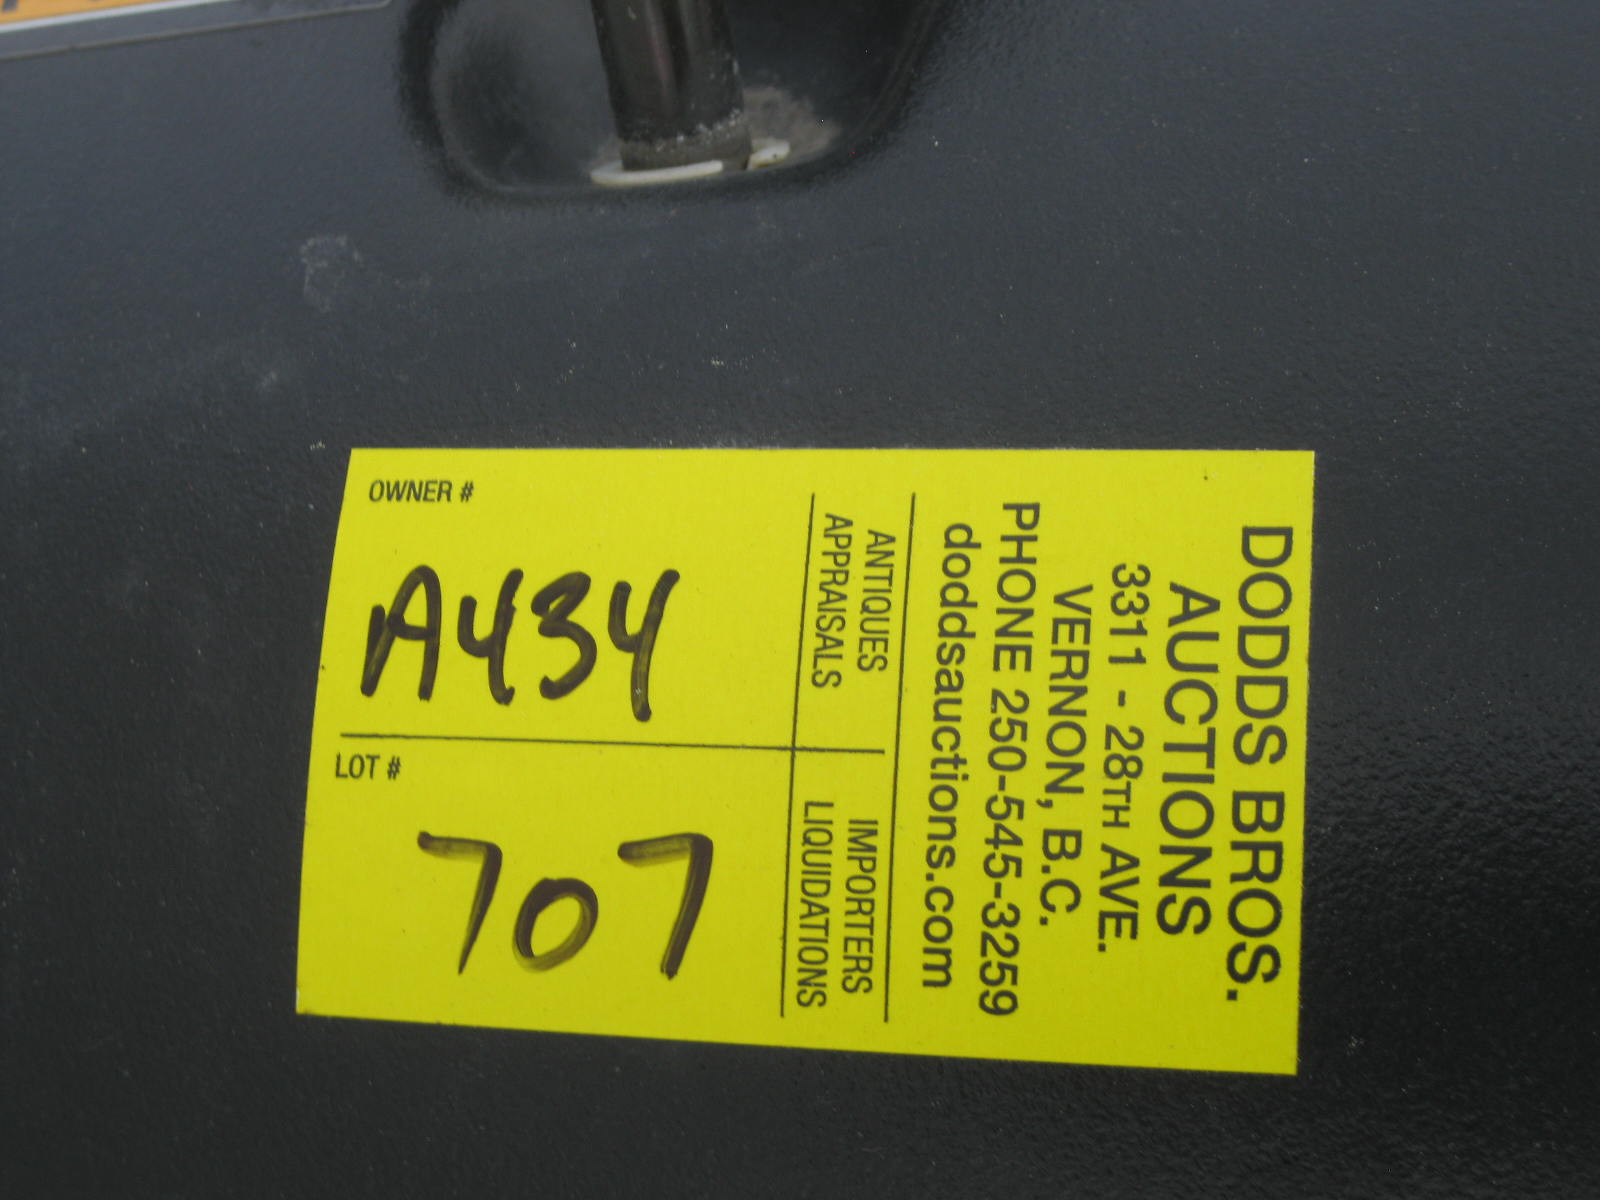 DODDS BROS.
AUCTIONS
3311 - 28TH AVE.
VERNON, B.C.
PHONE 250-545-3259
doddsauctions.com
ANTIQUES
APPRAISALS
IMPORTERS
LIQUIDATIONS
OWNER #
A434
LOT #
707